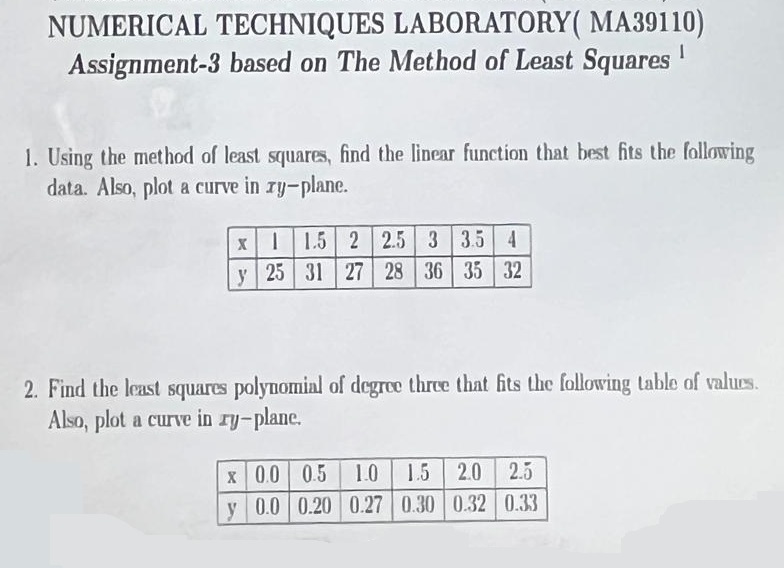 NUMERICAL TECHNIQUES LABORATORY( MA39110)
Assignment-3 based on The Method of Least Squares 1
1. Using the method of least squares, find the linear function that best fits the following
data. Also, plot a curve in xy-plane.
x 1 1.5 2 2.5 3 3.5 4
y 25 31 27 28 36 35 32
2. Find the least squares polynomial of degree three that fits the following table of values.
Also, plot a curve in xy-plane.
x 0.0 0.5 1.0 1.5 2.0 2.5
y 0.0 0.20 0.27 0.30 0.32 0.33